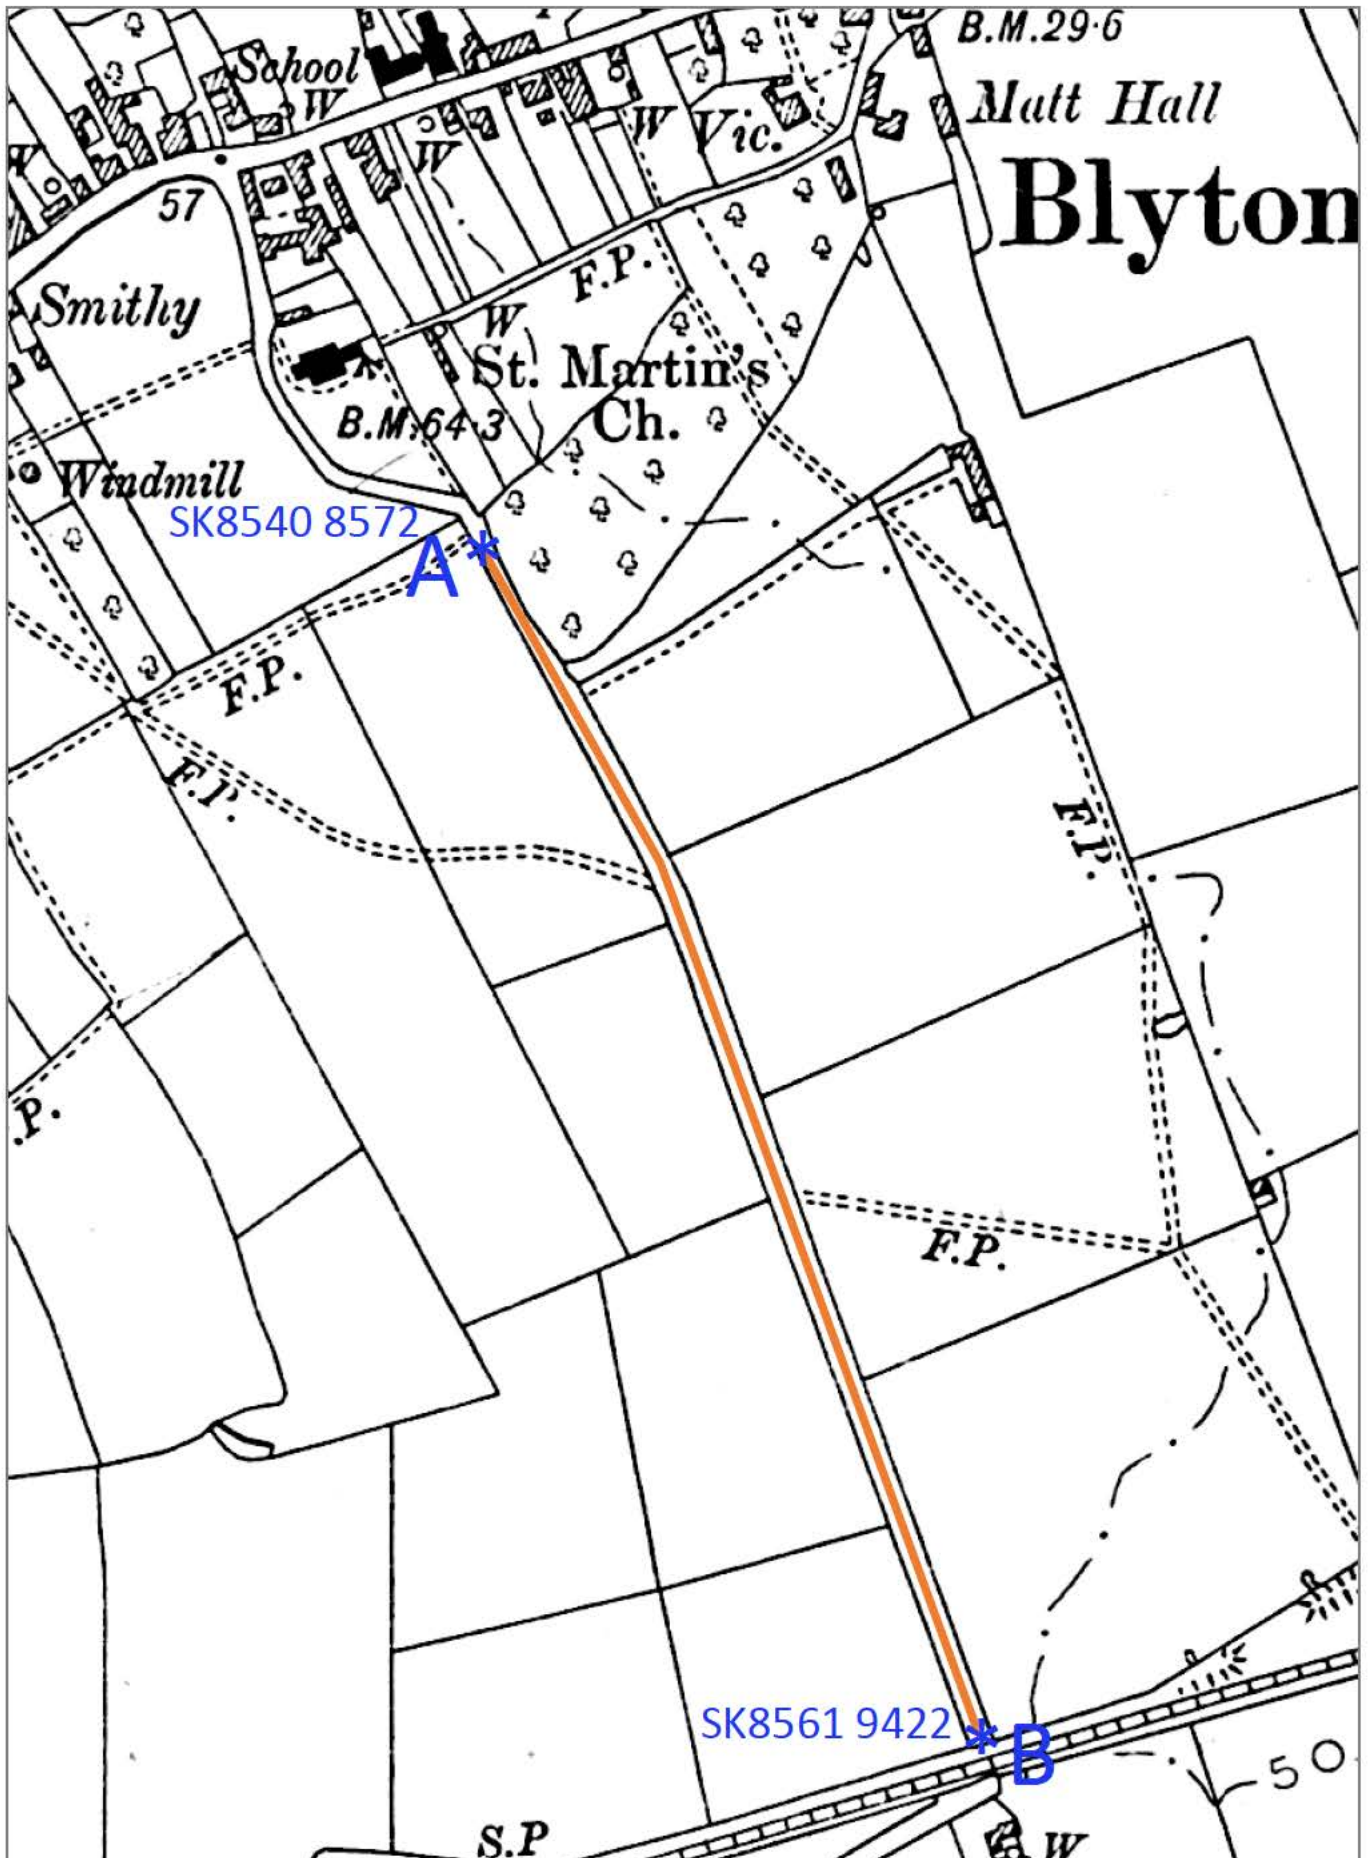 B.M.29·6
School
W
Matt Hall
W
W
Vic.
W
Blyton
57
F.P.
Smithy
W
St. Martin's
Ch.
B.M.64·3
Windmill
SK8540 8572
A
F.P.
F.P.
F.P.
.P.
F.P.
SK8561 9422
B
50
S.P
W